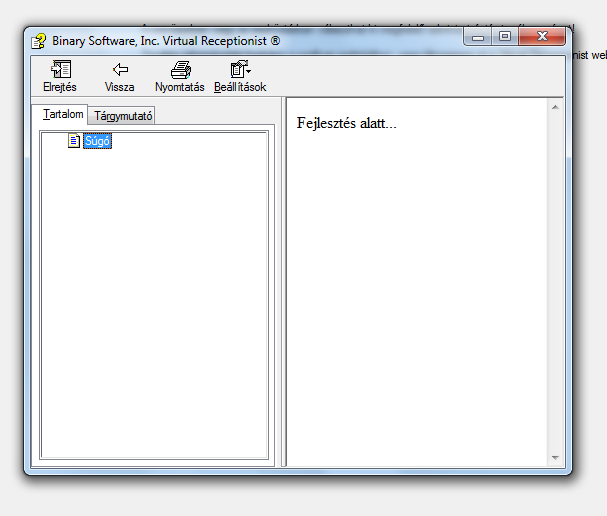 Binary Software, Inc. Virtual Receptionist ®
nist wel
Elrejtés Vissza Nyomtatás Beállítások
Tartalom Tárgymutató
Súgó
Fejlesztés alatt...